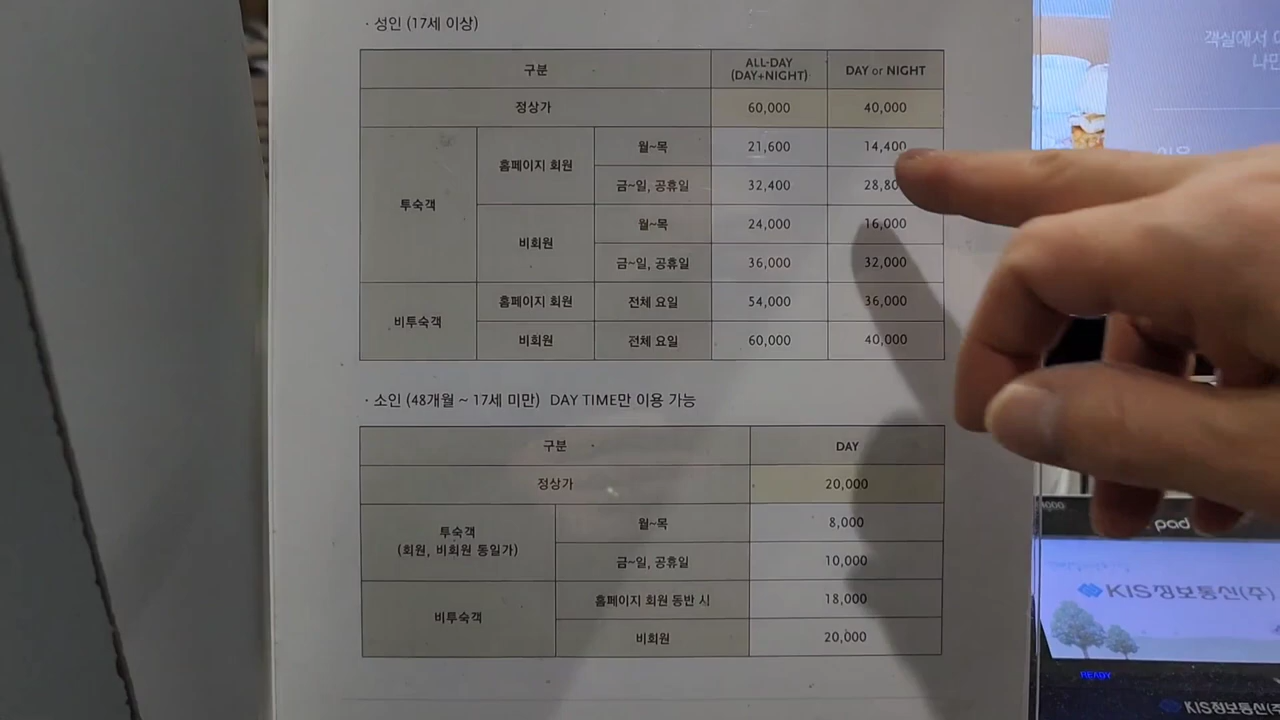 · 성인 (17세 이상)
구분 ALL-DAY (DAY+NIGHT) DAY or NIGHT
정상가 60,000 40,000
투숙객 홈페이지 회원 월~목 21,600 14,400
금~일, 공휴일 32,400 28,80
비회원 월~목 24,000 16,000
금~일, 공휴일 36,000 32,000
비투숙객 홈페이지 회원 전체 요일 54,000 36,000
비회원 전체 요일 60,000 40,000
· 소인 (48개월 ~ 17세 미만) DAY TIME만 이용 가능
구분 DAY
정상가 20,000
투숙객 (회원, 비회원 동일가) 월~목 8,000
금~일, 공휴일 10,000
비투숙객 홈페이지 회원 동반 시 18,000
비회원 20,000
객실에서
pad
KIS정보통신(주)
READY
KIS정보통신(주)